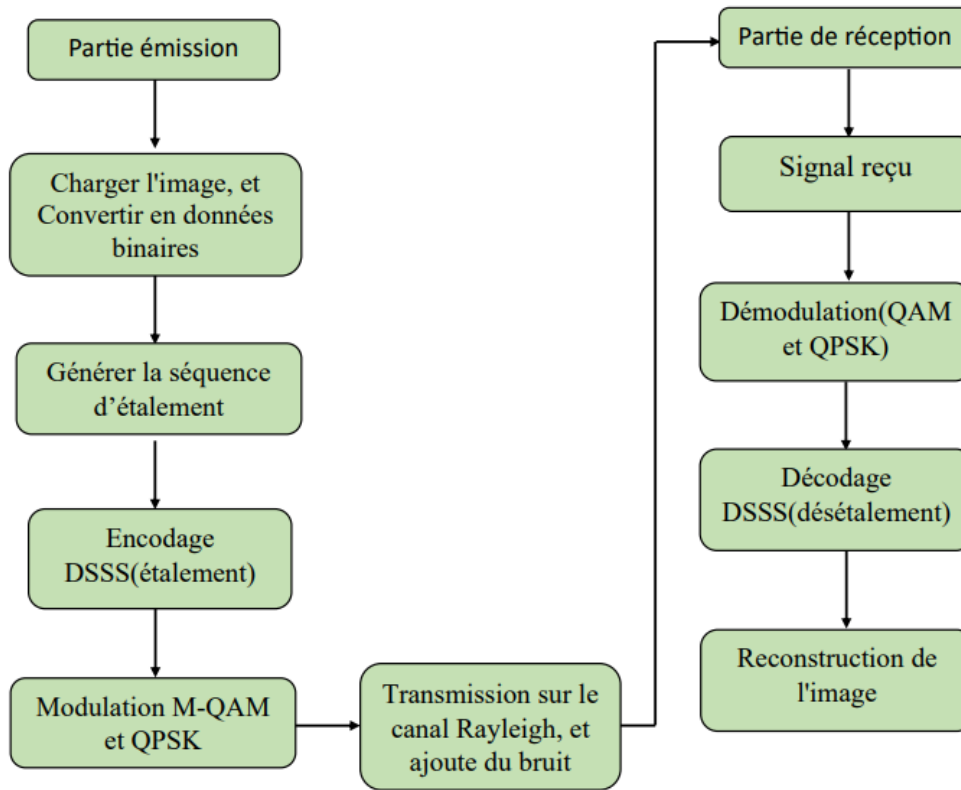 Partie émission
Charger l'image, et
Convertir en données
binaires
Générer la séquence
d’étalement
Encodage
DSSS(étalement)
Modulation M-QAM
et QPSK
Transmission sur le
canal Rayleigh, et
ajoute du bruit
Partie de réception
Signal reçu
Démodulation(QAM
et QPSK)
Décodage
DSSS(désétalement)
Reconstruction de
l'image